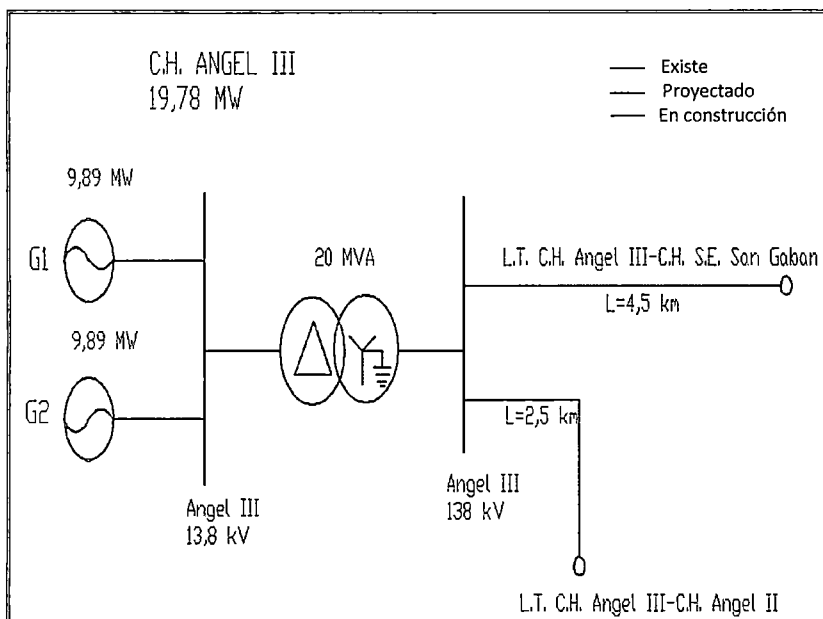 C.H. ANGEL III
19,78 MW
Existe
Proyectado
En construcción
9,89 MW
G1
20 MVA
L.T. C.H. Angel III-C.H. S.E. San Gaban
L=4,5 km
9,89 MW
G2
L=2,5 km
Angel III
13,8 kV
Angel III
138 kV
L.T. C.H. Angel III-C.H. Angel II